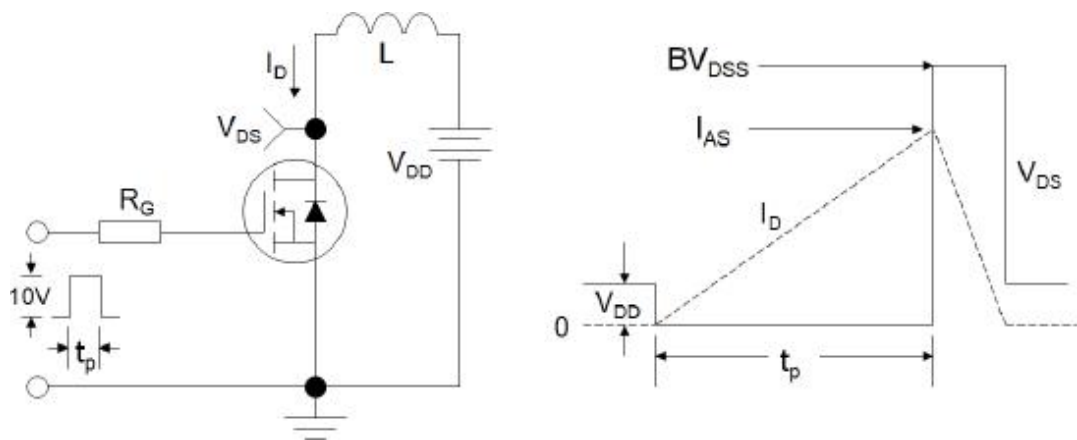 L
I_D
V_DS
V_DD
R_G
10V
t_p
BV_DSS
I_AS
V_DS
I_D
V_DD
0
t_p